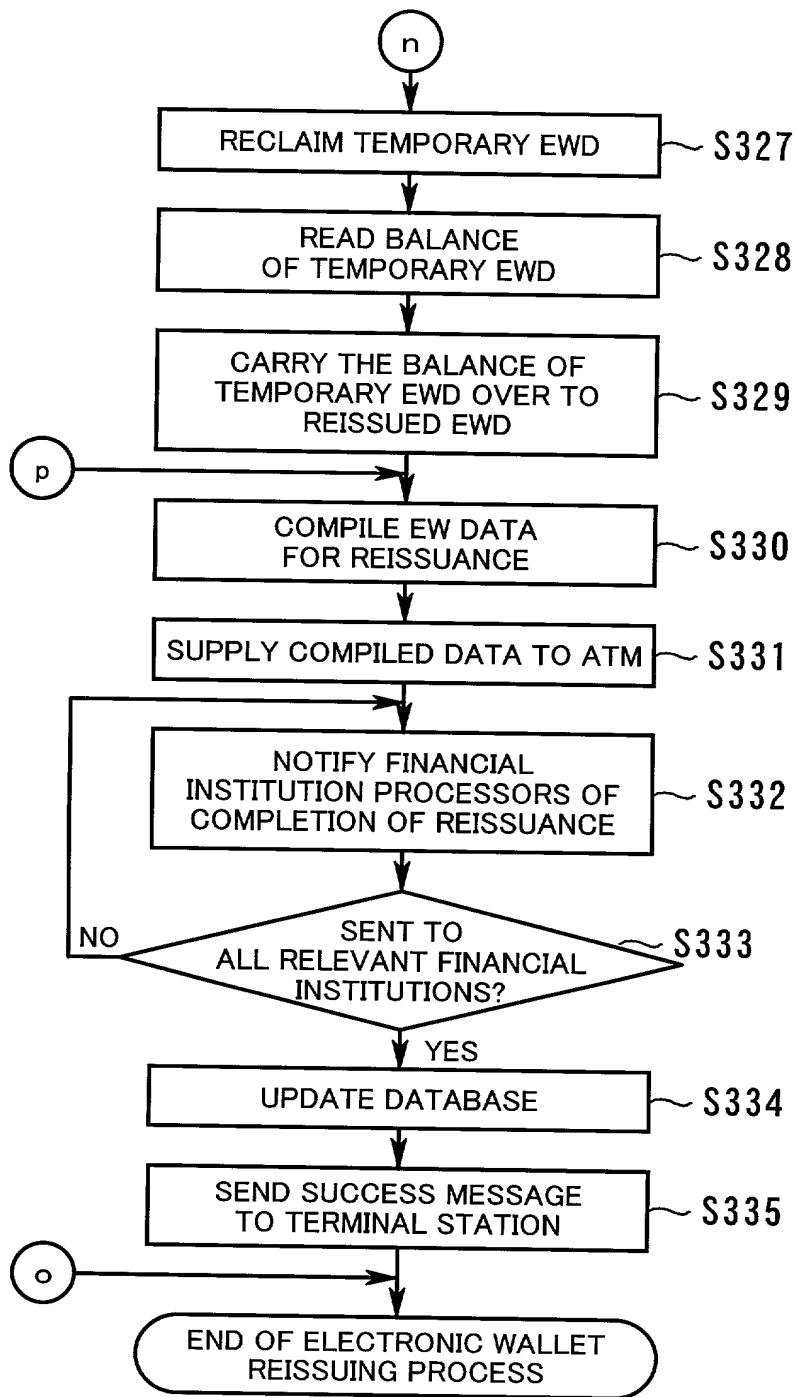 n
RECLAIM TEMPORARY EWD
S327
READ BALANCE
OF TEMPORARY EWD
S328
CARRY THE BALANCE OF
TEMPORARY EWD OVER TO
REISSUED EWD
S329
p
COMPILE EW DATA
FOR REISSUANCE
S330
SUPPLY COMPILED DATA TO ATM
S331
NOTIFY FINANCIAL
INSTITUTION PROCESSORS OF
COMPLETION OF REISSUANCE
S332
NO
SENT TO
ALL RELEVANT FINANCIAL
INSTITUTIONS?
S333
YES
UPDATE DATABASE
S334
SEND SUCCESS MESSAGE
TO TERMINAL STATION
S335
o
END OF ELECTRONIC WALLET
REISSUING PROCESS